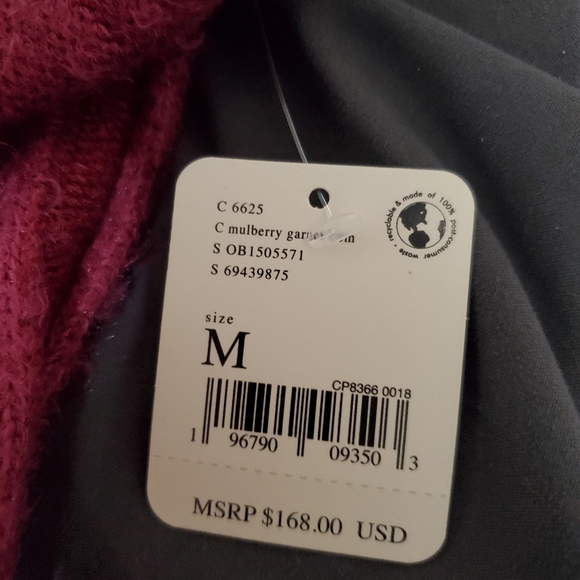 C 6625
C mulberry
S OB1505571
S 69439875
recyclable & made of 100% post-consumer waste
size
M
CP8366 0018
1 96790 09350 3
MSRP $168.00 USD